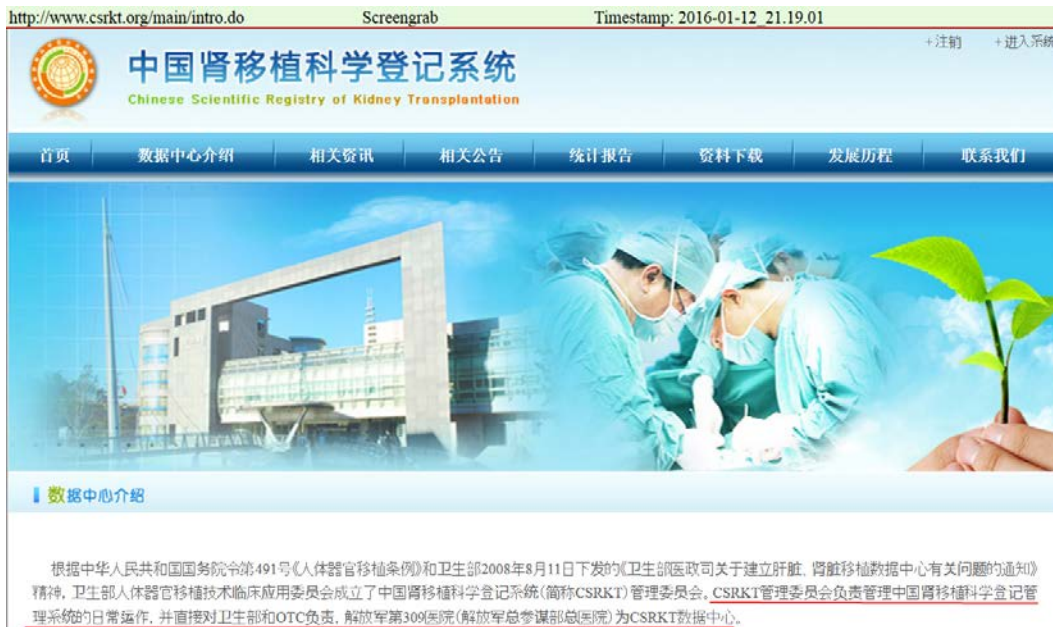 http://www.csrkt.org/main/intro.do Screengrab Timestamp: 2016-01-12_21.19.01
+注销 +进入系统
中国肾移植科学登记系统
Chinese Scientific Registry of Kidney Transplantation
首页 数据中心介绍 相关资讯 相关公告 统计报告 资料下载 发展历程 联系我们
数据中心介绍
根据中华人民共和国国务院令第491号《人体器官移植条例》和卫生部2008年8月11日下发的《卫生部医政司关于建立肝脏、肾脏移植数据中心有关问题的通知》
精神，卫生部人体器官移植技术临床应用委员会成立了中国肾移植科学登记系统(简称CSRKT)管理委员会。CSRKT管理委员会负责管理中国肾移植科学登记管
理系统的日常运作，并直接对卫生部和OTC负责，解放军第309医院(解放军总参谋部总医院)为CSRKT数据中心。